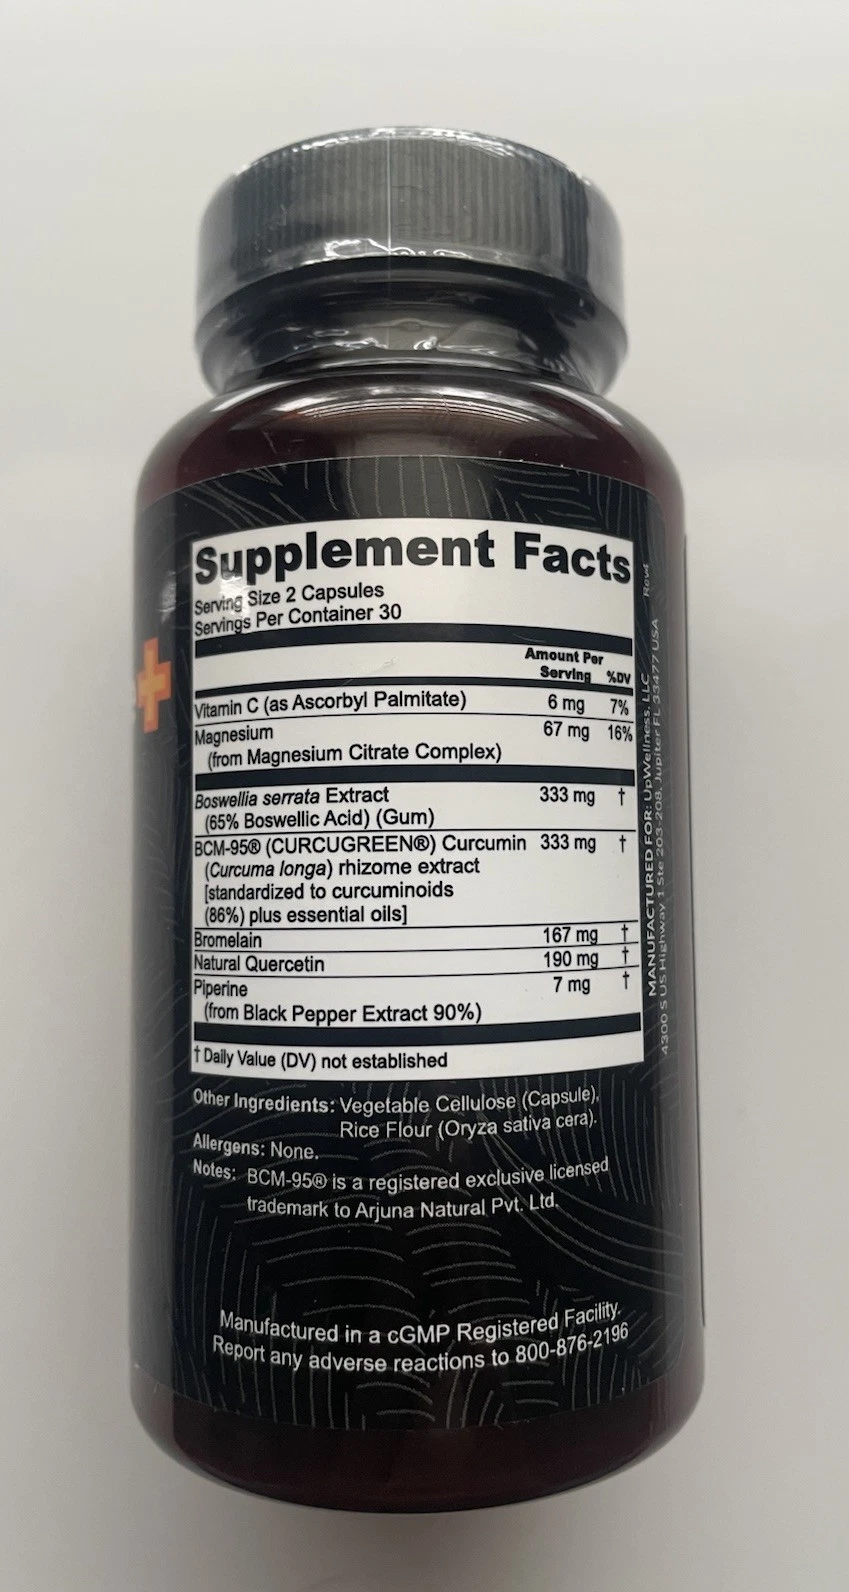 Supplement Facts
Serving Size 2 Capsules
Servings Per Container 30
Amount Per
Serving %DV
Vitamin C (as Ascorbyl Palmitate) 6 mg 7%
Magnesium 67 mg 16%
(from Magnesium Citrate Complex)
Boswellia serrata Extract 333 mg †
(65% Boswellic Acid) (Gum)
BCM-95® (CURCUGREEN®) Curcumin 333 mg †
(Curcuma longa) rhizome extract
[standardized to curcuminoids
(86%) plus essential oils]
Bromelain 167 mg †
Natural Quercetin 190 mg †
Piperine 7 mg †
(from Black Pepper Extract 90%)
† Daily Value (DV) not established
Other Ingredients: Vegetable Cellulose (Capsule),
Rice Flour (Oryza sativa cera).
Allergens: None.
Notes: BCM-95® is a registered exclusive licensed
trademark to Arjuna Natural Pvt. Ltd.
Manufactured in a cGMP Registered Facility.
Report any adverse reactions to 800-876-2196
MANUFACTURED FOR: UpWellness, LLC Rev4
4300 S US Highway 1 Ste 203-208, Jupiter FL 33477 USA